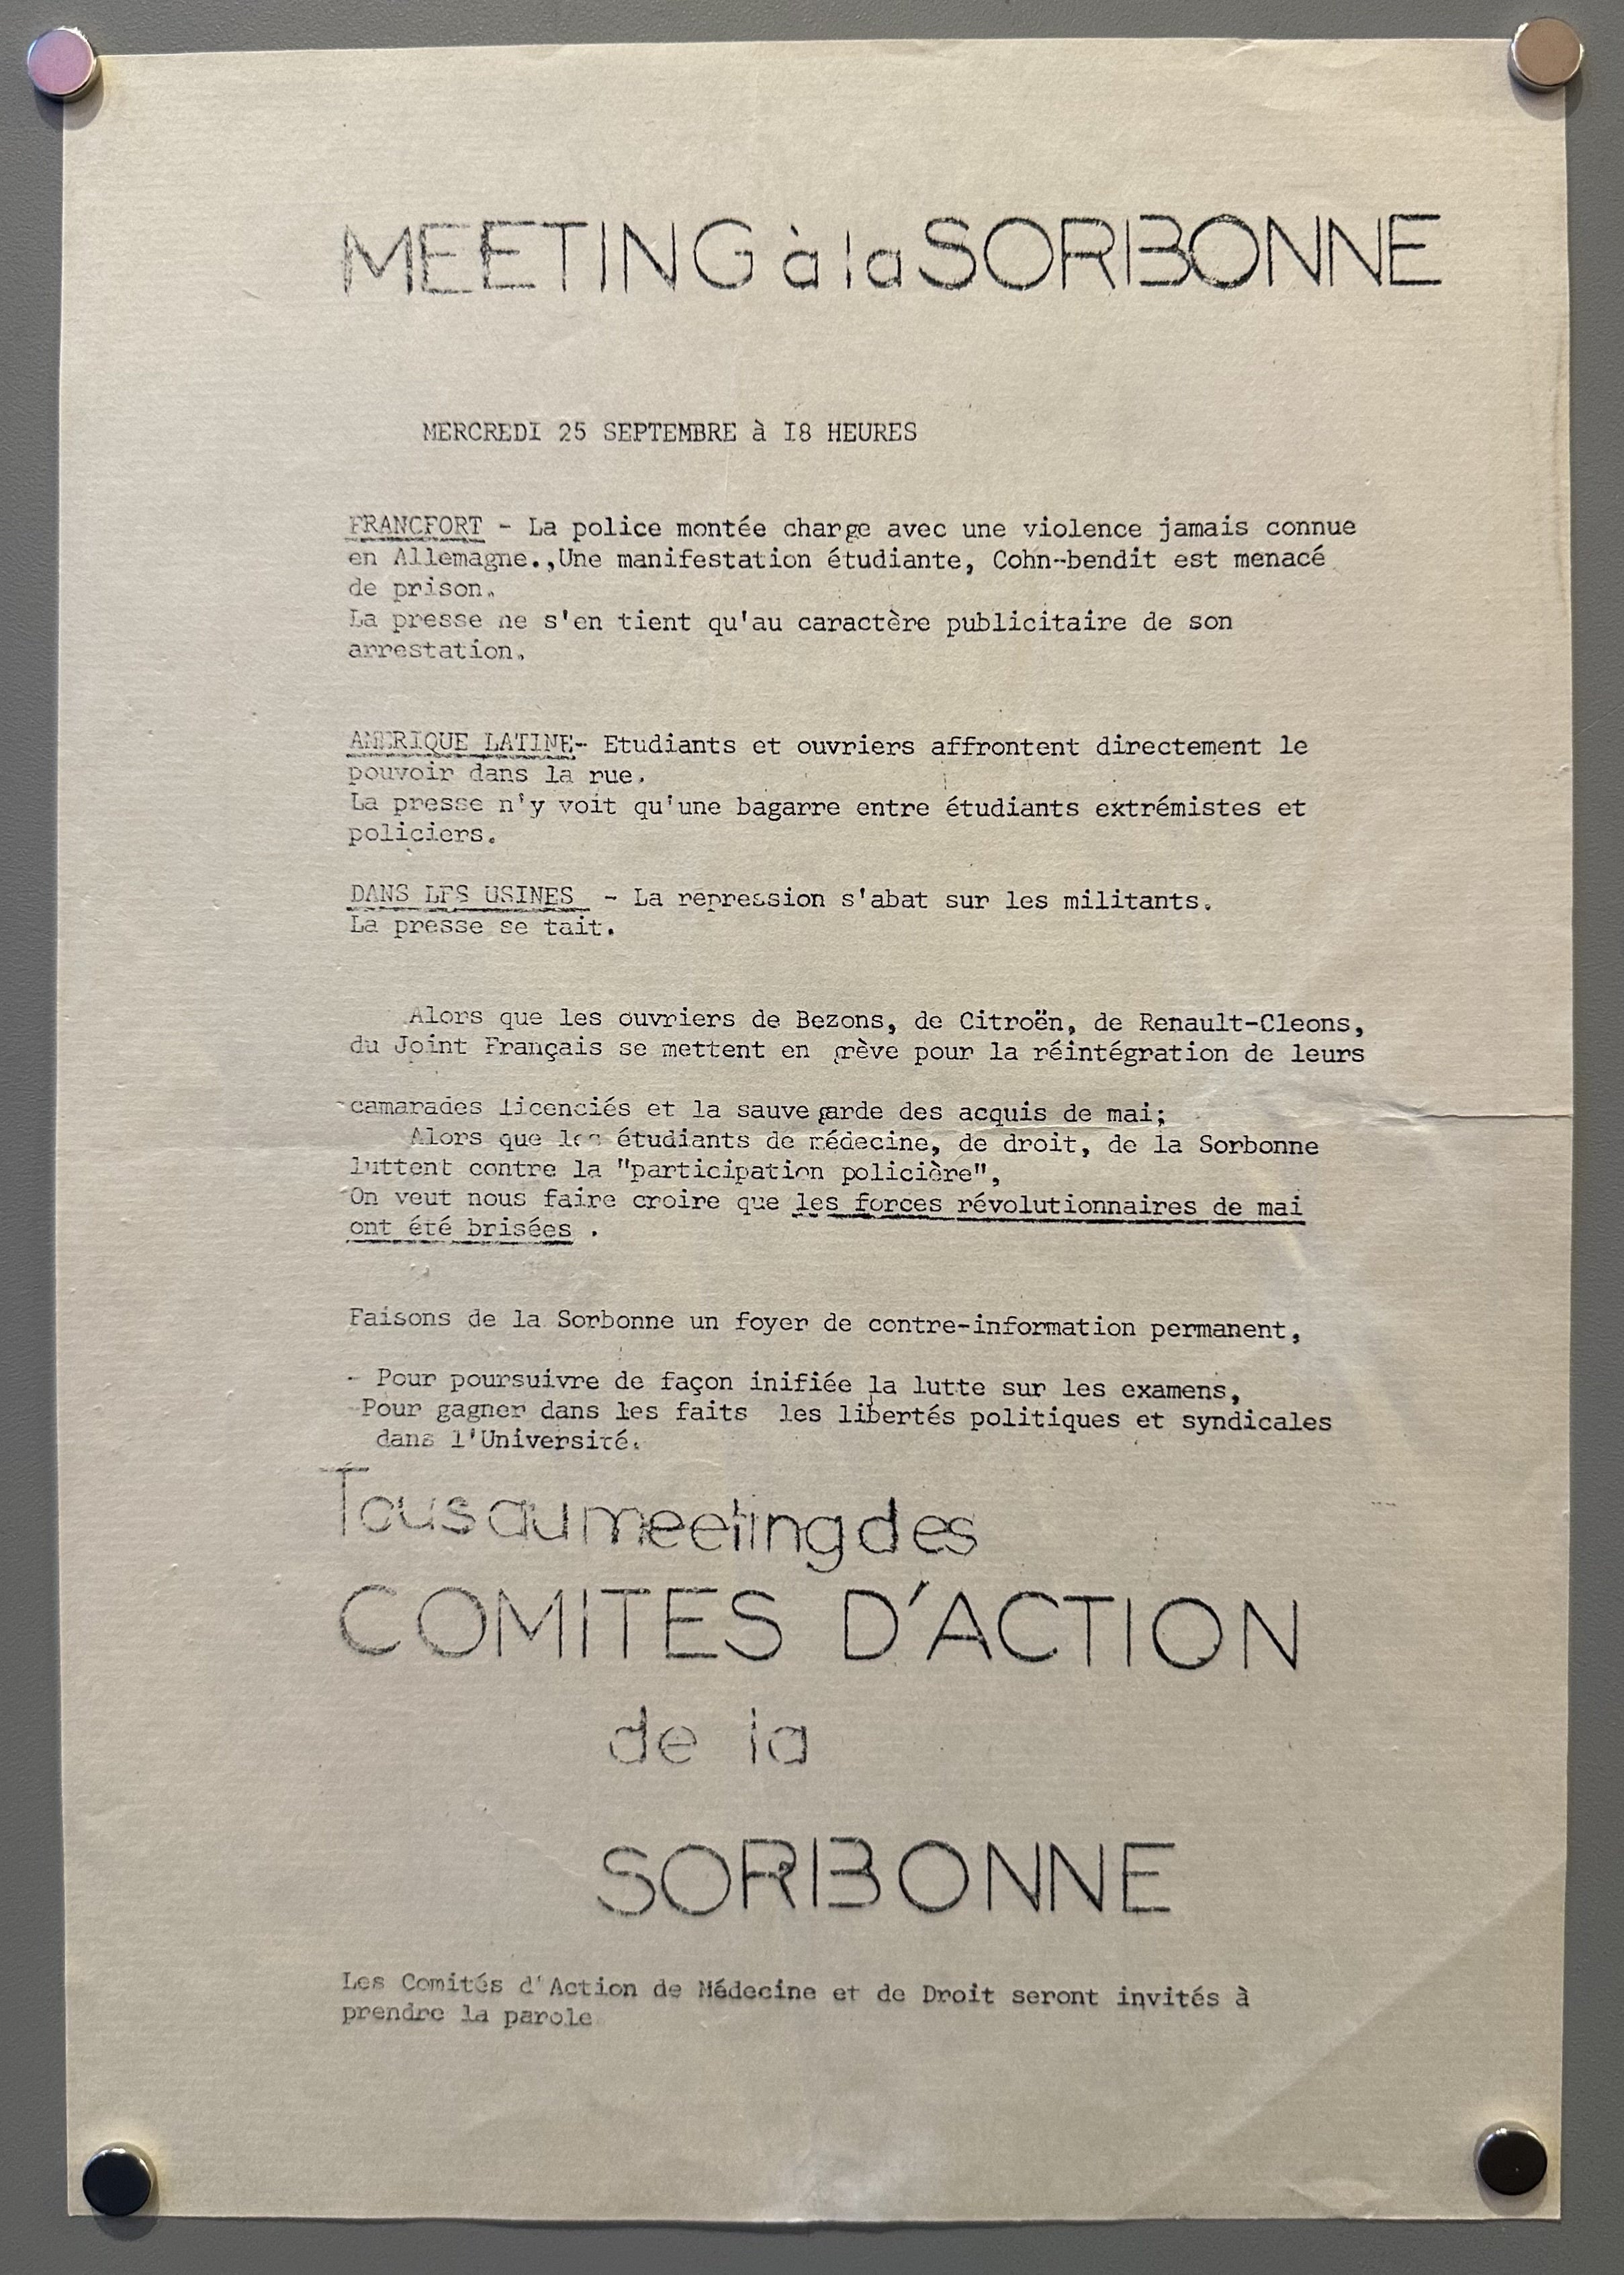 MEETING à la SORBONNE
MERCREDI 25 SEPTEMBRE à I8 HEURES
FRANCFORT - La police montée charge avec une violence jamais connue
en Allemagne.,Une manifestation étudiante, Cohn-bendit est menacé
de prison.
La presse ne s'en tient qu'au caractère publicitaire de son
arrestation.
AMERIQUE LATINE- Etudiants et ouvriers affrontent directement le
pouvoir dans la rue.
La presse n'y voit qu'une bagarre entre étudiants extrémistes et
policiers.
DANS LES USINES - La répression s'abat sur les militants.
La presse se tait.
Alors que les ouvriers de Bezons, de Citroën, de Renault-Cleons,
du Joint Français se mettent en grève pour la réintégration de leurs
camarades licenciés et la sauvegarde des acquis de mai;
Alors que les étudiants de médecine, de droit, de la Sorbonne
luttent contre la "participation policière",
On veut nous faire croire que les forces révolutionnaires de mai
ont été brisées .
Faisons de la Sorbonne un foyer de contre-information permanent,
- Pour poursuivre de façon inifiée la lutte sur les examens,
-Pour gagner dans les faits les libertés politiques et syndicales
dans l'Université.
Tous au meeting des
COMITES D'ACTION
de la
SORBONNE
Les Comités d'Action de Médecine et de Droit seront invités à
prendre la parole